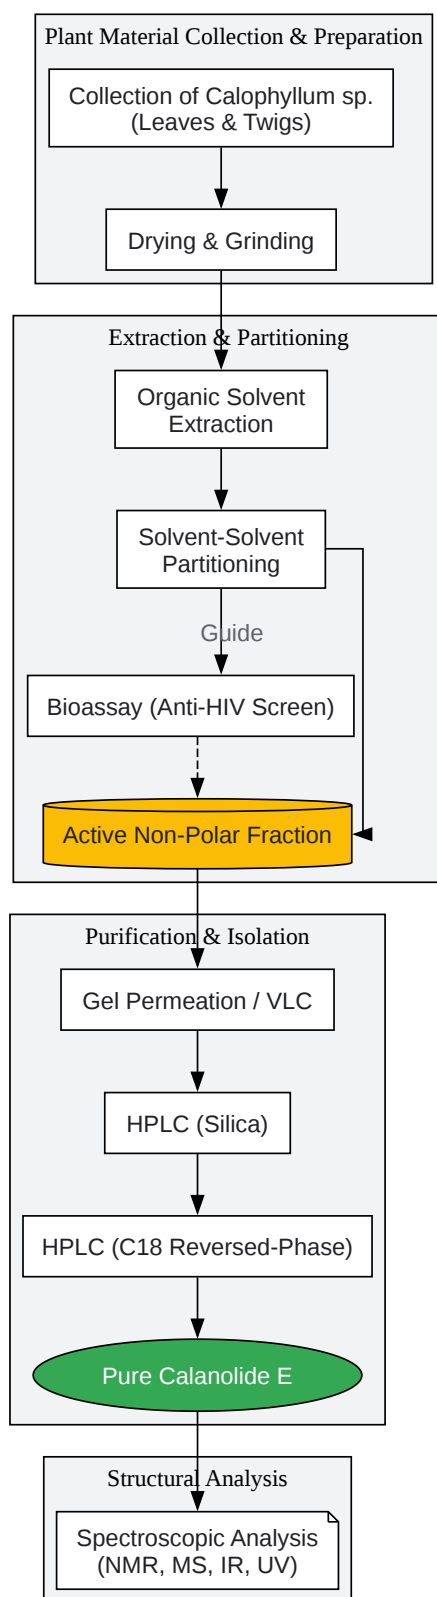 Plant Material Collection & Preparation
Collection of Calophyllum sp.
(Leaves & Twigs)
Drying & Grinding
Extraction & Partitioning
Organic Solvent
Extraction
Solvent-Solvent
Partitioning
Guide
Bioassay (Anti-HIV Screen)
Active Non-Polar Fraction
Purification & Isolation
Gel Permeation / VLC
HPLC (Silica)
HPLC (C18 Reversed-Phase)
Pure Calanolide E
Structural Analysis
Spectroscopic Analysis
(NMR, MS, IR, UV)